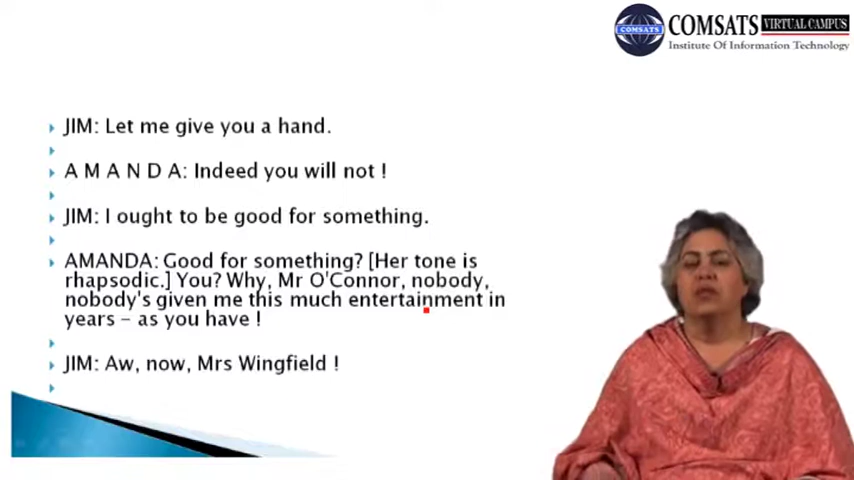 COMSATS
COMSATS VIRTUAL CAMPUS
Institute Of Information Technology
JIM: Let me give you a hand.
A M A N D A: Indeed you will not !
JIM: I ought to be good for something.
AMANDA: Good for something? [Her tone is
rhapsodic.] You? Why, Mr O'Connor, nobody,
nobody's given me this much entertainment in
years – as you have !
JIM: Aw, now, Mrs Wingfield !